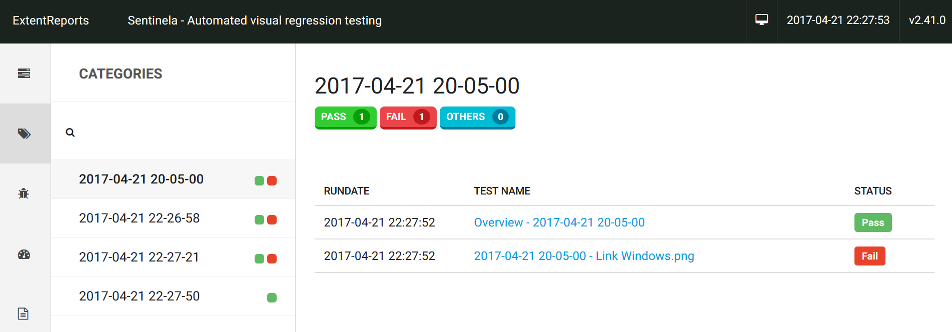 ExtentReports
Sentinela - Automated visual regression testing
2017-04-21 22:27:53
v2.41.0
CATEGORIES
2017-04-21 20-05-00
2017-04-21 22-26-58
2017-04-21 22-27-21
2017-04-21 22-27-50
2017-04-21 20-05-00
PASS 1 FAIL 1 OTHERS 0
RUNDATE TEST NAME STATUS
2017-04-21 22:27:52 Overview - 2017-04-21 20-05-00 Pass
2017-04-21 22:27:52 2017-04-21 20-05-00 - Link Windows.png Fail